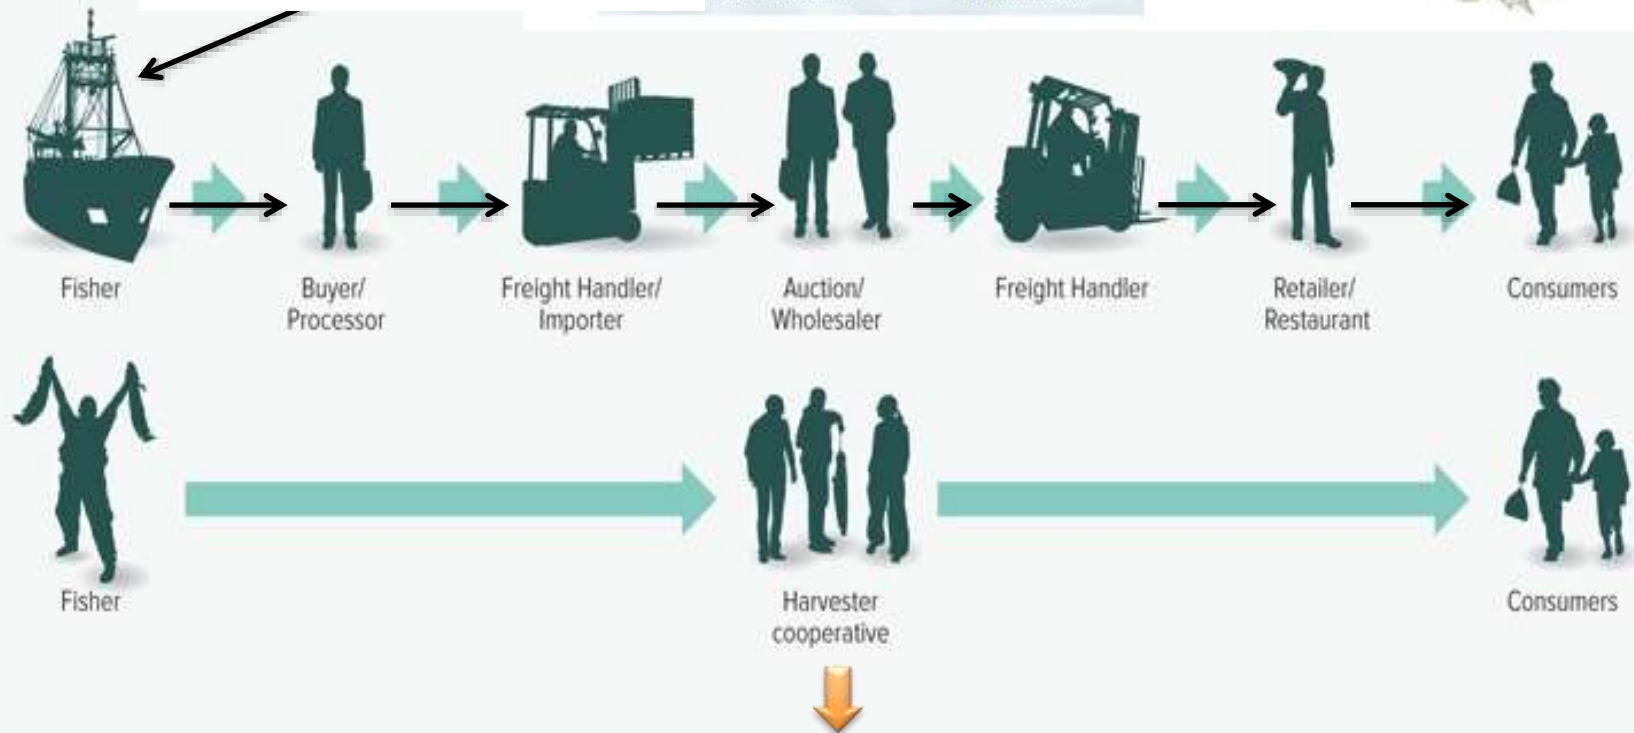 Fisher
Buyer/
Processor
Freight Handler/
Importer
Auction/
Wholesaler
Freight Handler
Retailer/
Restaurant
Consumers
Fisher
Harvester
cooperative
Consumers